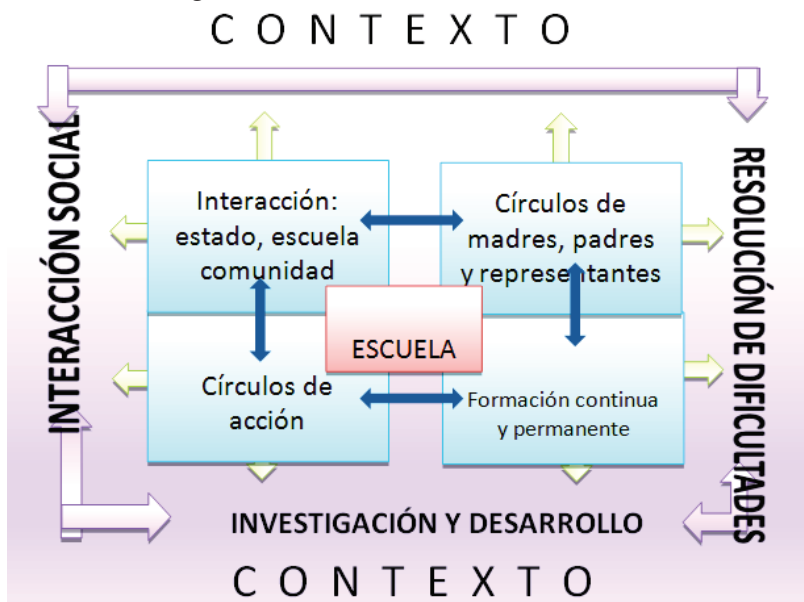 C O N T E X T O
INTERACCIÓN SOCIAL
Interacción:
estado, escuela
comunidad
Círculos de
madres, padres
y representantes
RESOLUCIÓN DE DIFICULTADES
ESCUELA
Círculos de
acción
Formación continua
y permanente
INVESTIGACIÓN Y DESARROLLO
C O N T E X T O